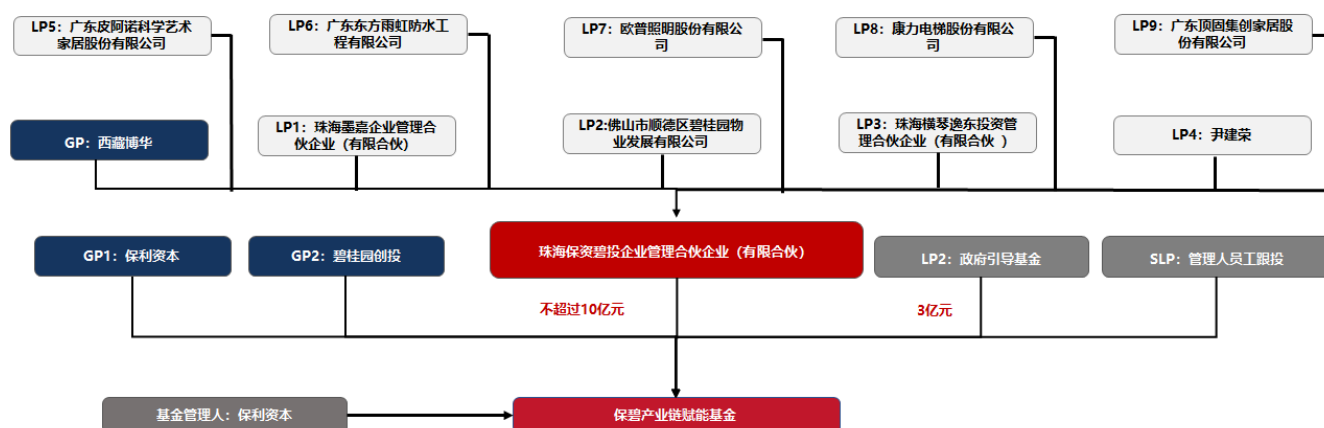 LP5：广东皮阿诺科学艺术
家居股份有限公司
LP6：广东东方雨虹防水工
程有限公司
LP7：欧普照明股份有限公
司
LP8：康力电梯股份有限公
司
LP9：广东顶固集创家居股
份有限公司
GP：西藏博华
LP1：珠海墨嘉企业管理合
伙企业（有限合伙）
LP2:佛山市顺德区碧桂园物
业发展有限公司
LP3：珠海横琴逸东投资管
理合伙企业（有限合伙 ）
LP4：尹建荣
GP1：保利资本
GP2：碧桂园创投
珠海保资碧投企业管理合伙企业（有限合伙）
LP2：政府引导基金
SLP：管理人员工跟投
不超过10亿元
3亿元
基金管理人：保利资本
保碧产业链赋能基金